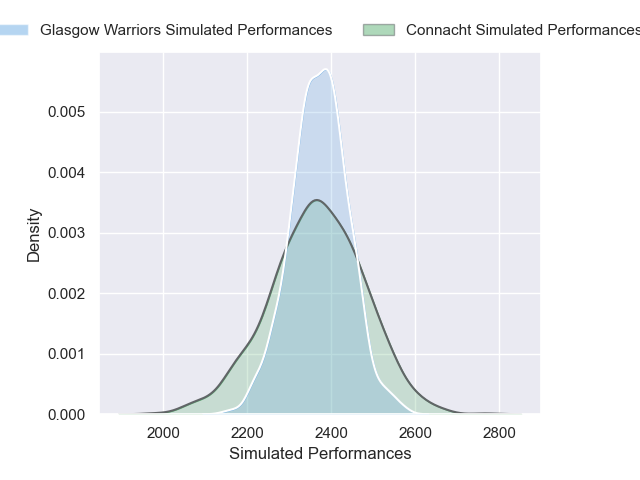 Glasgow Warriors Simulated Performances
Connacht Simulated Performances
0.005
0.004
0.003
0.002
0.001
0.000
Density
2000 2200 2400 2600 2800
Simulated Performances